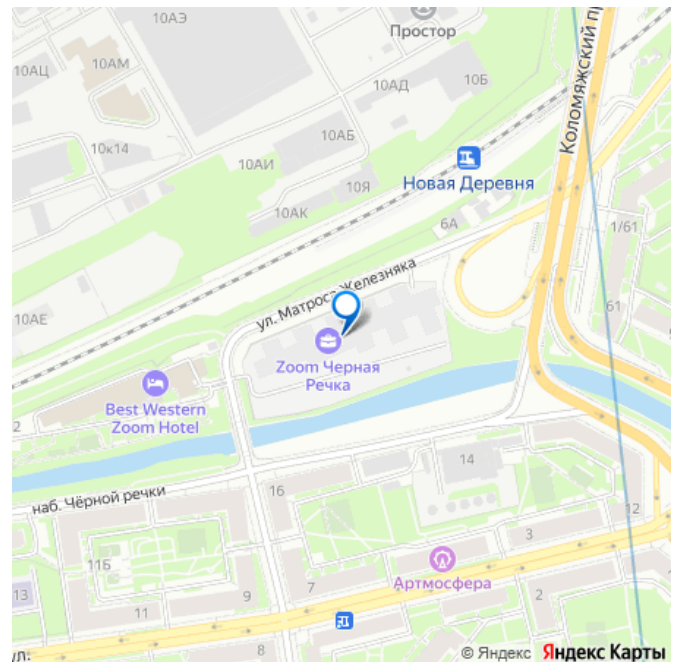 10АЭ
Простор
10АЦ
10АМ
10АД
10Б
10к14
10АБ
10АИ
10Я
10АК
Новая Деревня
6А
Коломяжский пр
1/61
61
10АЕ
ул. Матроса Железняка
Zoom Черная
Речка
Best Western
Zoom Hotel
2
наб. Чёрной речки
16
14
12
11Б
Артмосфера
3
13
11
9
7
2
8
ул.
© Яндекс Яндекс Карты